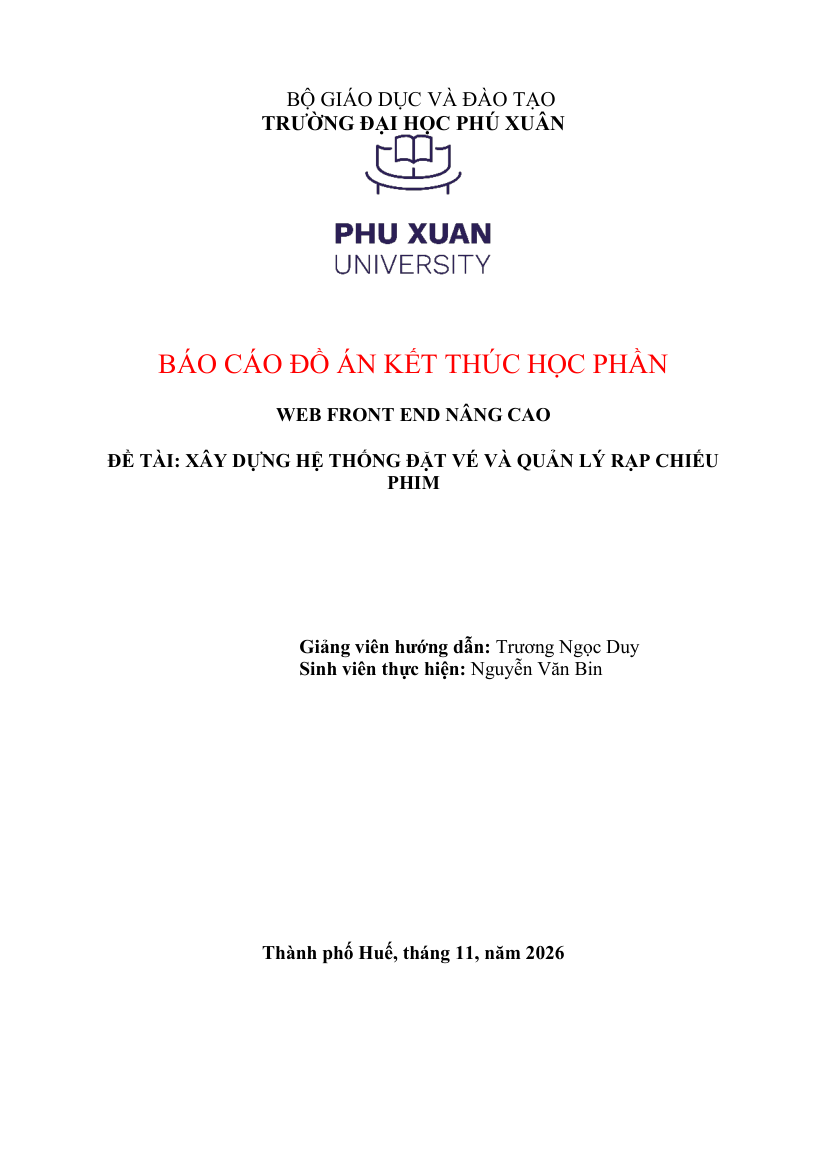 BỘ GIÁO DỤC VÀ ĐÀO TẠO
TRƯỜNG ĐẠI HỌC PHÚ XUÂN
PHU XUAN
UNIVERSITY
BÁO CÁO ĐỒ ÁN KẾT THÚC HỌC PHẦN
WEB FRONT END NÂNG CAO
ĐỀ TÀI: XÂY DỰNG HỆ THỐNG ĐẶT VÉ VÀ QUẢN LÝ RẠP CHIẾU
PHIM
Giảng viên hướng dẫn: Trương Ngọc Duy
Sinh viên thực hiện: Nguyễn Văn Bin
Thành phố Huế, tháng 11, năm 2026